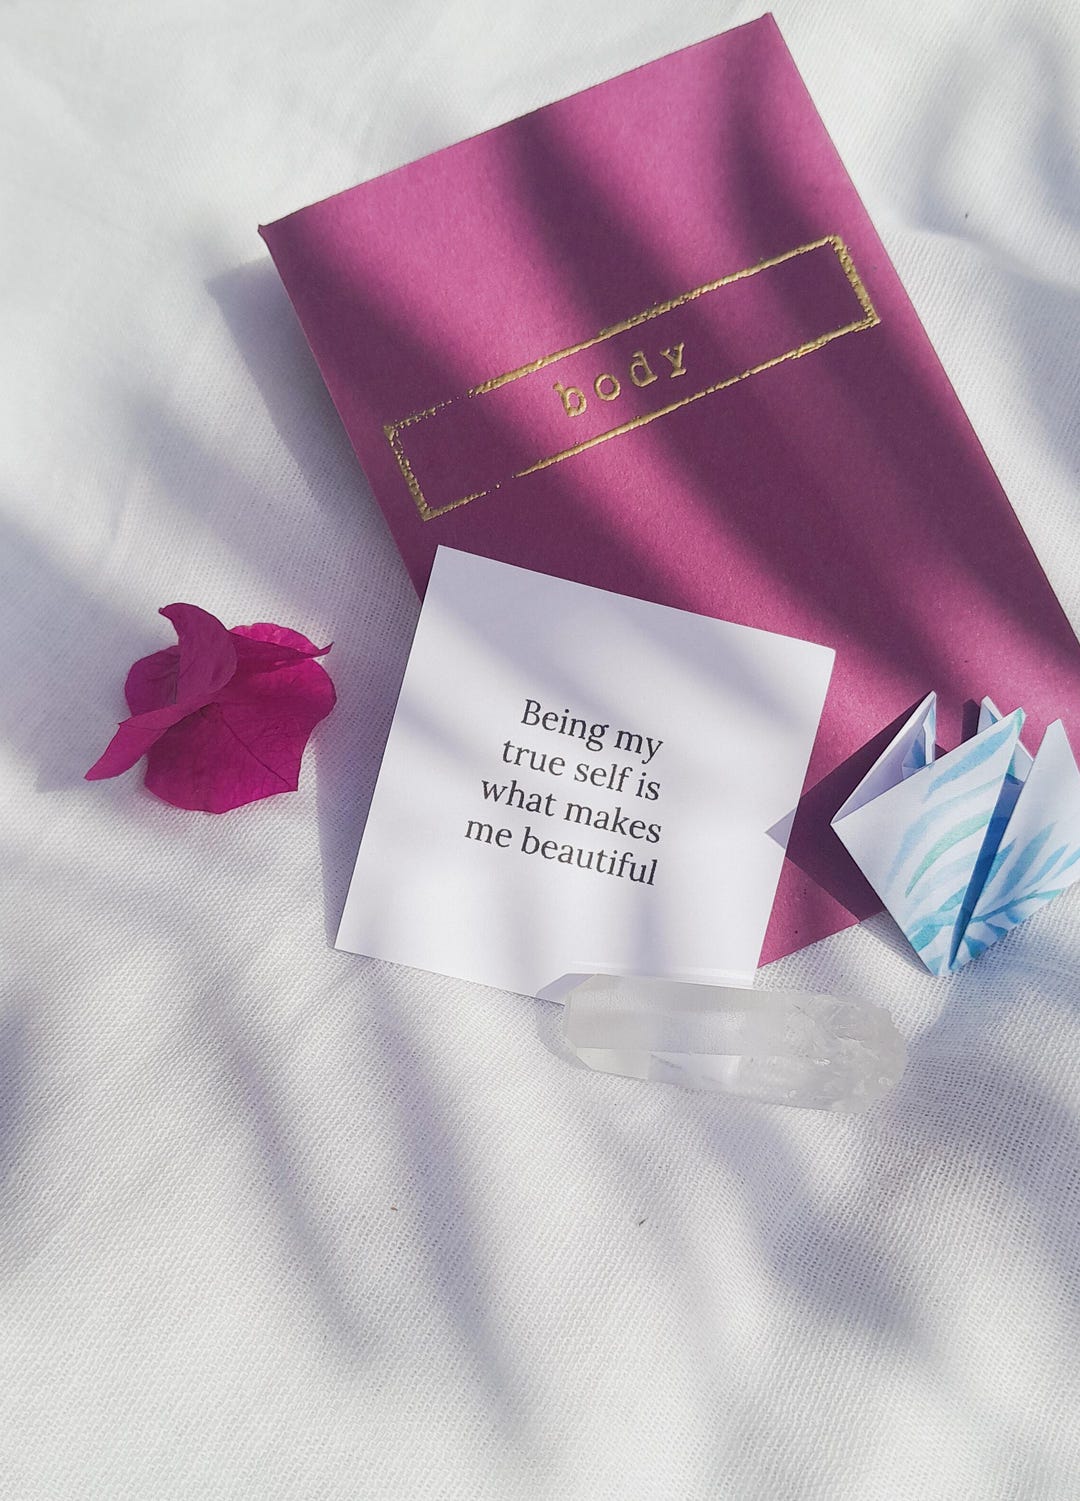 body
Being my
true self is
what makes
me beautiful